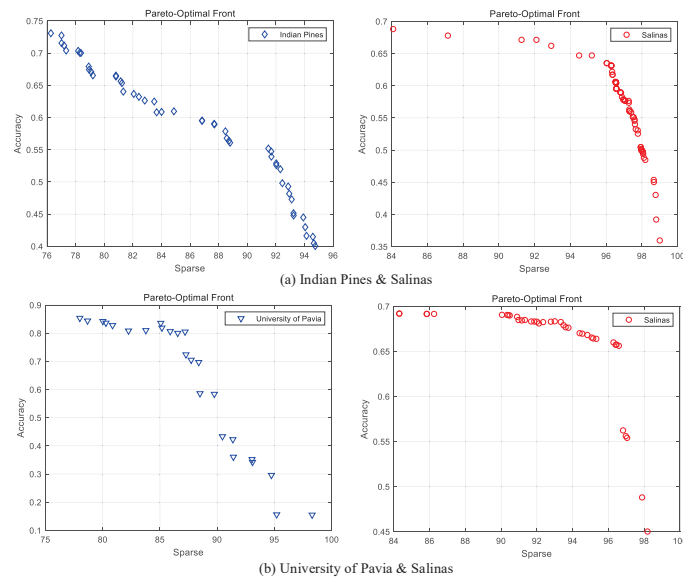 Pareto-Optimal Front
Indian Pines
Accuracy
0.75
0.7
0.65
0.6
0.55
0.5
0.45
0.4
76 78 80 82 84 86 88 90 92 94 96
Sparse
Pareto-Optimal Front
Salinas
Accuracy
0.7
0.65
0.6
0.55
0.5
0.45
0.4
0.35
84 86 88 90 92 94 96 98 100
Sparse
(a) Indian Pines & Salinas
Pareto-Optimal Front
University of Pavia
Accuracy
0.9
0.8
0.7
0.6
0.5
0.4
0.3
0.2
0.1
75 80 85 90 95 100
Sparse
Pareto-Optimal Front
Salinas
Accuracy
0.7
0.65
0.6
0.55
0.5
0.45
84 86 88 90 92 94 96 98 100
Sparse
(b) University of Pavia & Salinas